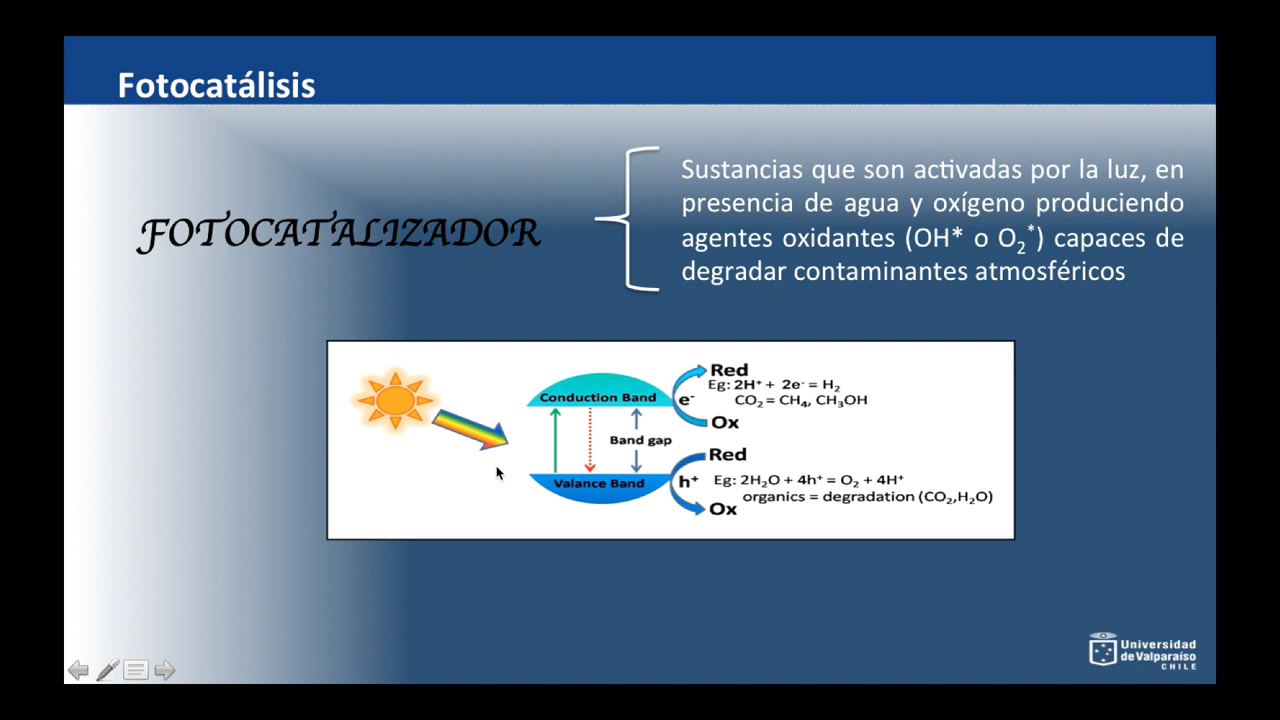 Fotocatálisis
FOTOCATALIZADOR
Sustancias que son activadas por la luz, en
presencia de agua y oxígeno produciendo
agentes oxidantes (OH* o O₂*) capaces de
degradar contaminantes atmosféricos
Conduction Band
Band gap
Valance Band
e⁻
Red
Eg: 2H⁺ + 2e⁻ = H₂
CO₂ = CH₄, CH₃OH
Ox
h⁺
Red
Eg: 2H₂O + 4h⁺ = O₂ + 4H⁺
organics = degradation (CO₂,H₂O)
Ox
Universidad
de Valparaíso
CHILE